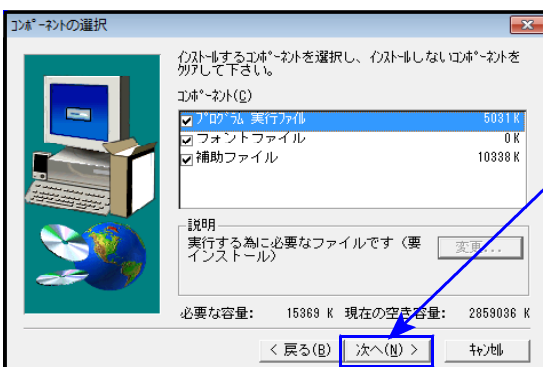 コンポーネントの選択
インストールするコンポーネントを選択し、インストールしないコンポーネントを
クリアして下さい。
コンポーネント(C)
プログラム 実行ファイル 5031 K
フォントファイル 0 K
補助ファイル 10338 K
説明
実行する為に必要なファイルです（要
インストール）
変更...
必要な容量: 15369 K 現在の空き容量: 2859036 K
< 戻る(B) 次へ(N) > キャンセル